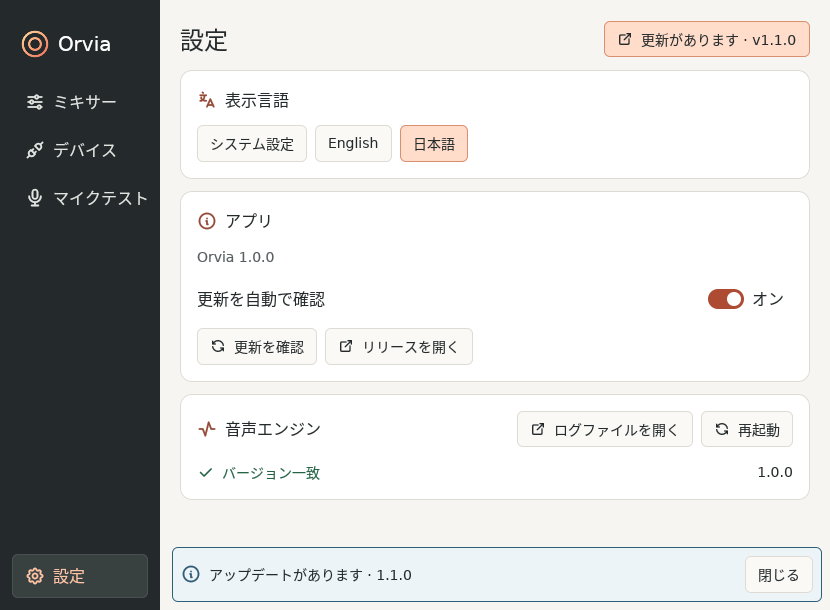 Orvia
ミキサー
デバイス
マイクテスト
設定
設定
更新があります · v1.1.0
表示言語
システム設定
English
日本語
アプリ
Orvia 1.0.0
更新を自動で確認
オン
更新を確認
リリースを開く
音声エンジン
ログファイルを開く
再起動
バージョン一致
1.0.0
アップデートがあります · 1.1.0
閉じる